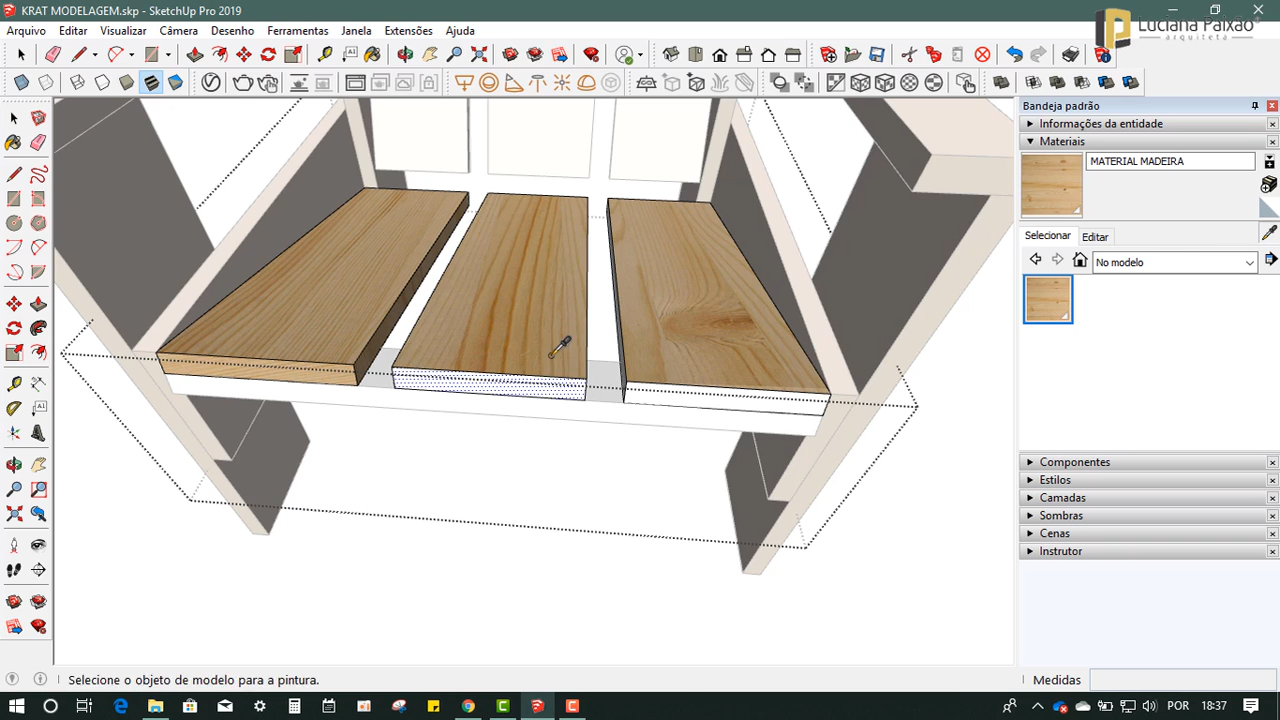 KRAT MODELAGEM.skp - SketchUp Pro 2019
Luciana Paixão®
arquiteta
Arquivo Editar Visualizar Câmera Desenho Ferramentas Janela Extensões Ajuda
Bandeja padrão
Informações da entidade
Materiais
MATERIAL MADEIRA
Selecionar Editar
No modelo
Componentes
Estilos
Camadas
Sombras
Cenas
Instrutor
Selecione o objeto de modelo para a pintura.
Medidas
POR 18:37